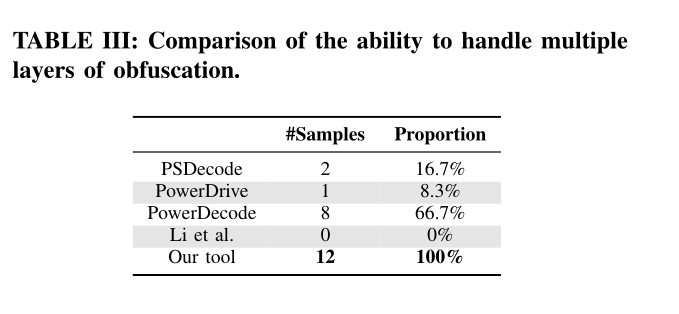 TABLE III: Comparison of the ability to handle multiple
layers of obfuscation.
#Samples Proportion
PSDecode 2 16.7%
PowerDrive 1 8.3%
PowerDecode 8 66.7%
Li et al. 0 0%
Our tool 12 100%